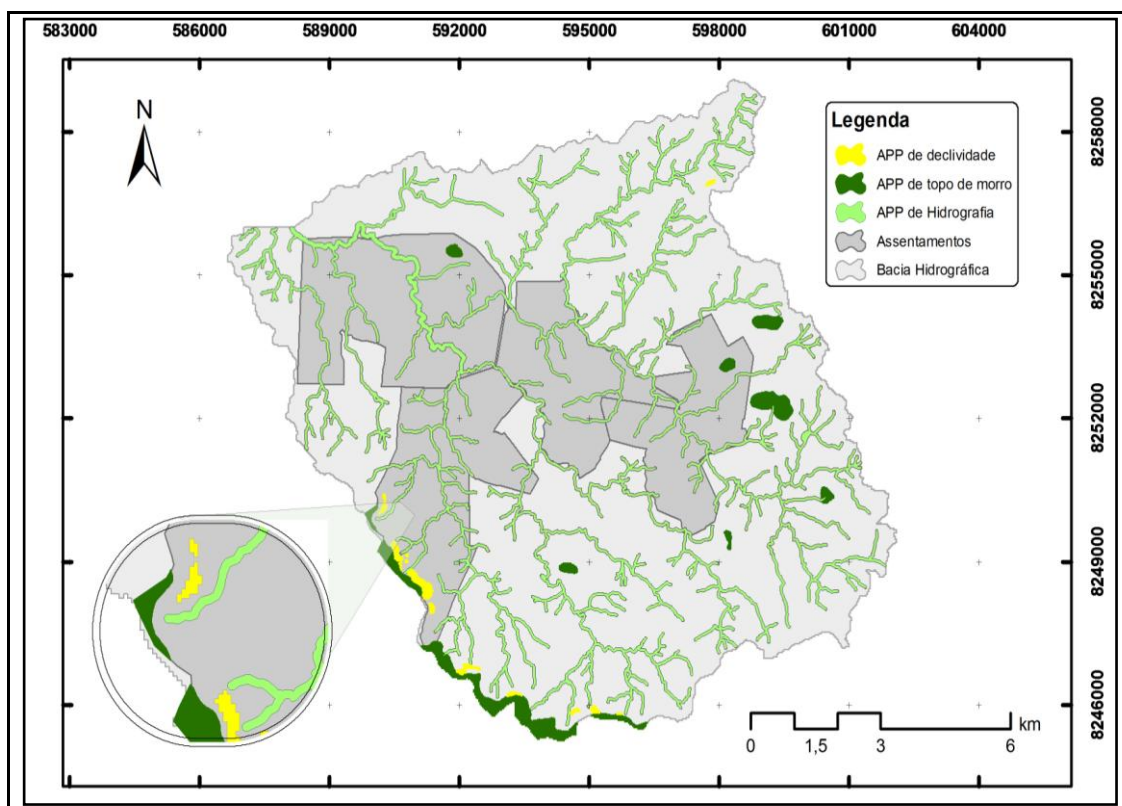 583000 586000 589000 592000 595000 598000 601000 604000
N
Legenda
APP de declividade
APP de topo de morro
APP de Hidrografia
Assentamentos
Bacia Hidrográfica
8258000
8255000
8252000
8249000
8246000
km
0 1,5 3 6